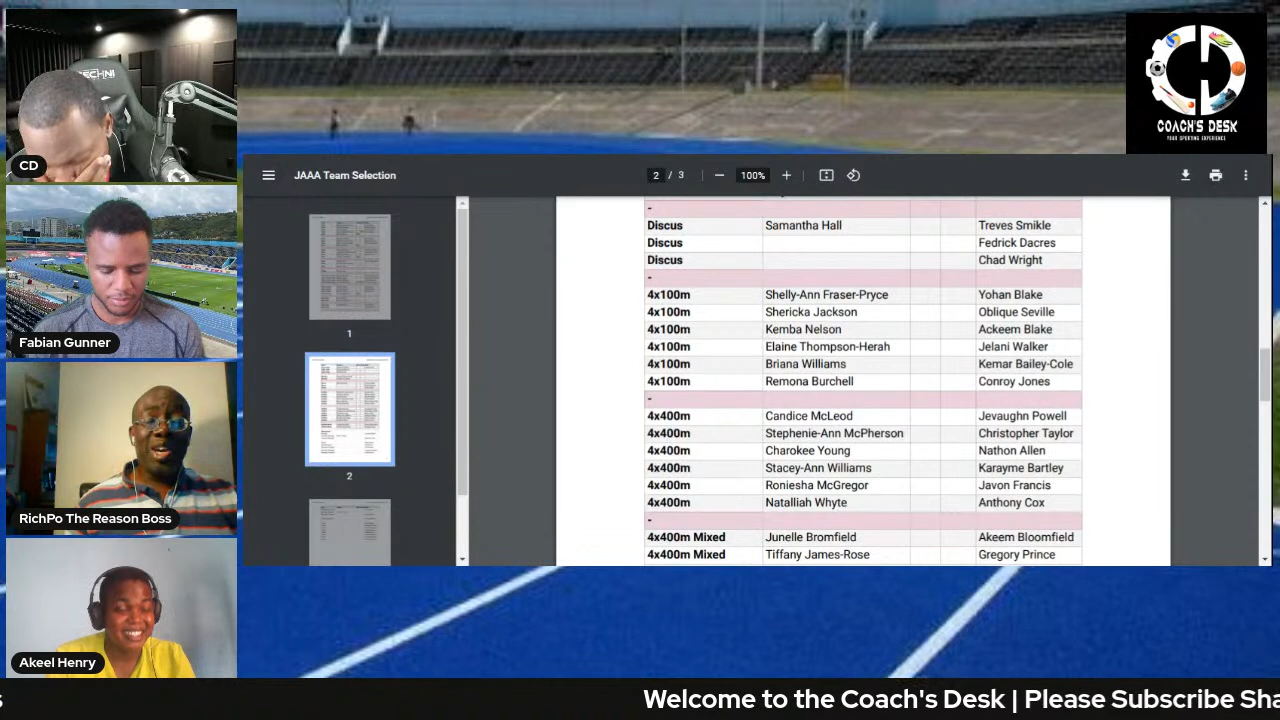 TECHNI
CD
Fabian Gunner
RichPo The Reason Boss
Akeel Henry
COACH'S DESK
YOUR SPORTING EXPERIENCE
JAAA Team Selection
2 / 3
100%
1
2
-
Discus Samantha Hall Treves Smikle
Discus Fedrick Dacres
Discus Chad Wright
-
4x100m Shelly-Ann Fraser-Pryce Yohan Blake
4x100m Shericka Jackson Oblique Seville
4x100m Kemba Nelson Ackeem Blake
4x100m Elaine Thompson-Herah Jelani Walker
4x100m Briana Williams Kemar Bailey-Cole
4x100m Remona Burchell Conroy Jones
-
4x400m Candice McLeod Jevaughn Powell
4x400m Stephenie-Ann McPherson Christopher Taylor
4x400m Charokee Young Nathon Allen
4x400m Stacey-Ann Williams Karayme Bartley
4x400m Roniesha McGregor Javon Francis
4x400m Natalliah Whyte Anthony Cox
-
4x400m Mixed Junelle Bromfield Akeem Bloomfield
4x400m Mixed Tiffany James-Rose Gregory Prince
s Welcome to the Coach's Desk | Please Subscribe Sha